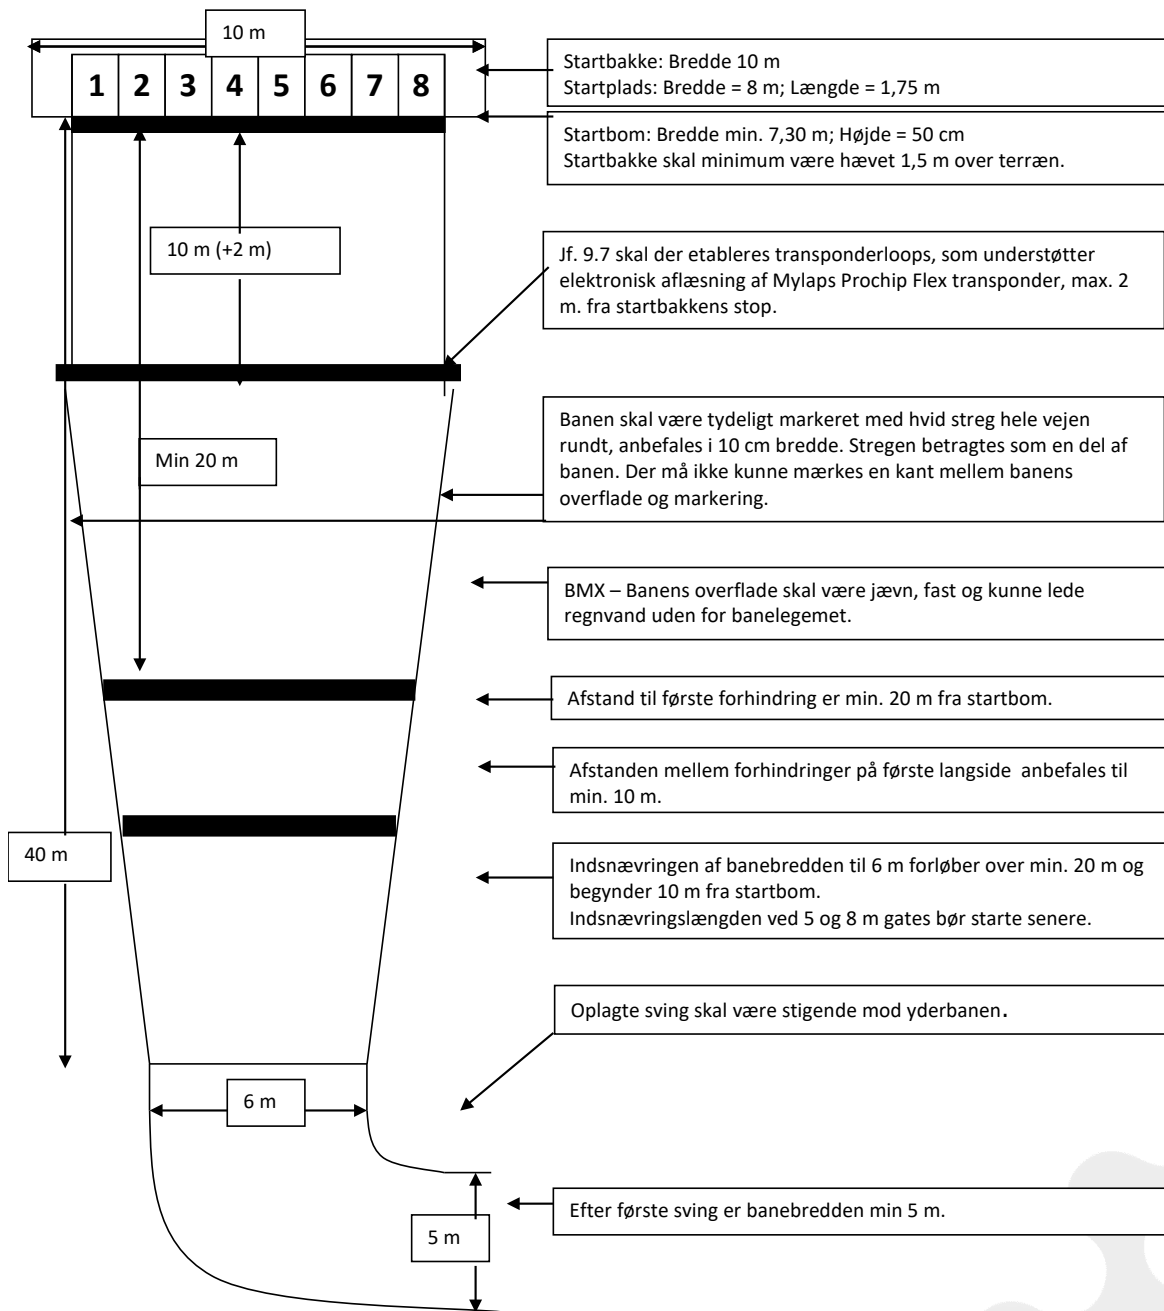 10 m
1 2 3 4 5 6 7 8
Startbakke: Bredde 10 m
Startplads: Bredde = 8 m; Længde = 1,75 m
Startbom: Bredde min. 7,30 m; Højde = 50 cm
Startbakke skal minimum være hævet 1,5 m over terræn.
10 m (+2 m)
Jf. 9.7 skal der etableres transponderloops, som understøtter
elektronisk aflæsning af Mylaps Prochip Flex transponder, max. 2
m. fra startbakkens stop.
Banen skal være tydeligt markeret med hvid streg hele vejen
rundt, anbefales i 10 cm bredde. Stregen betragtes som en del af
banen. Der må ikke kunne mærkes en kant mellem banens
overflade og markering.
Min 20 m
BMX – Banens overflade skal være jævn, fast og kunne lede
regnvand uden for banelegemet.
Afstand til første forhindring er min. 20 m fra startbom.
Afstanden mellem forhindringer på første langside anbefales til
min. 10 m.
40 m
Indsnævringen af banebredden til 6 m forløber over min. 20 m og
begynder 10 m fra startbom.
Indsnævringslængden ved 5 og 8 m gates bør starte senere.
Oplagte sving skal være stigende mod yderbanen.
6 m
Efter første sving er banebredden min 5 m.
5 m